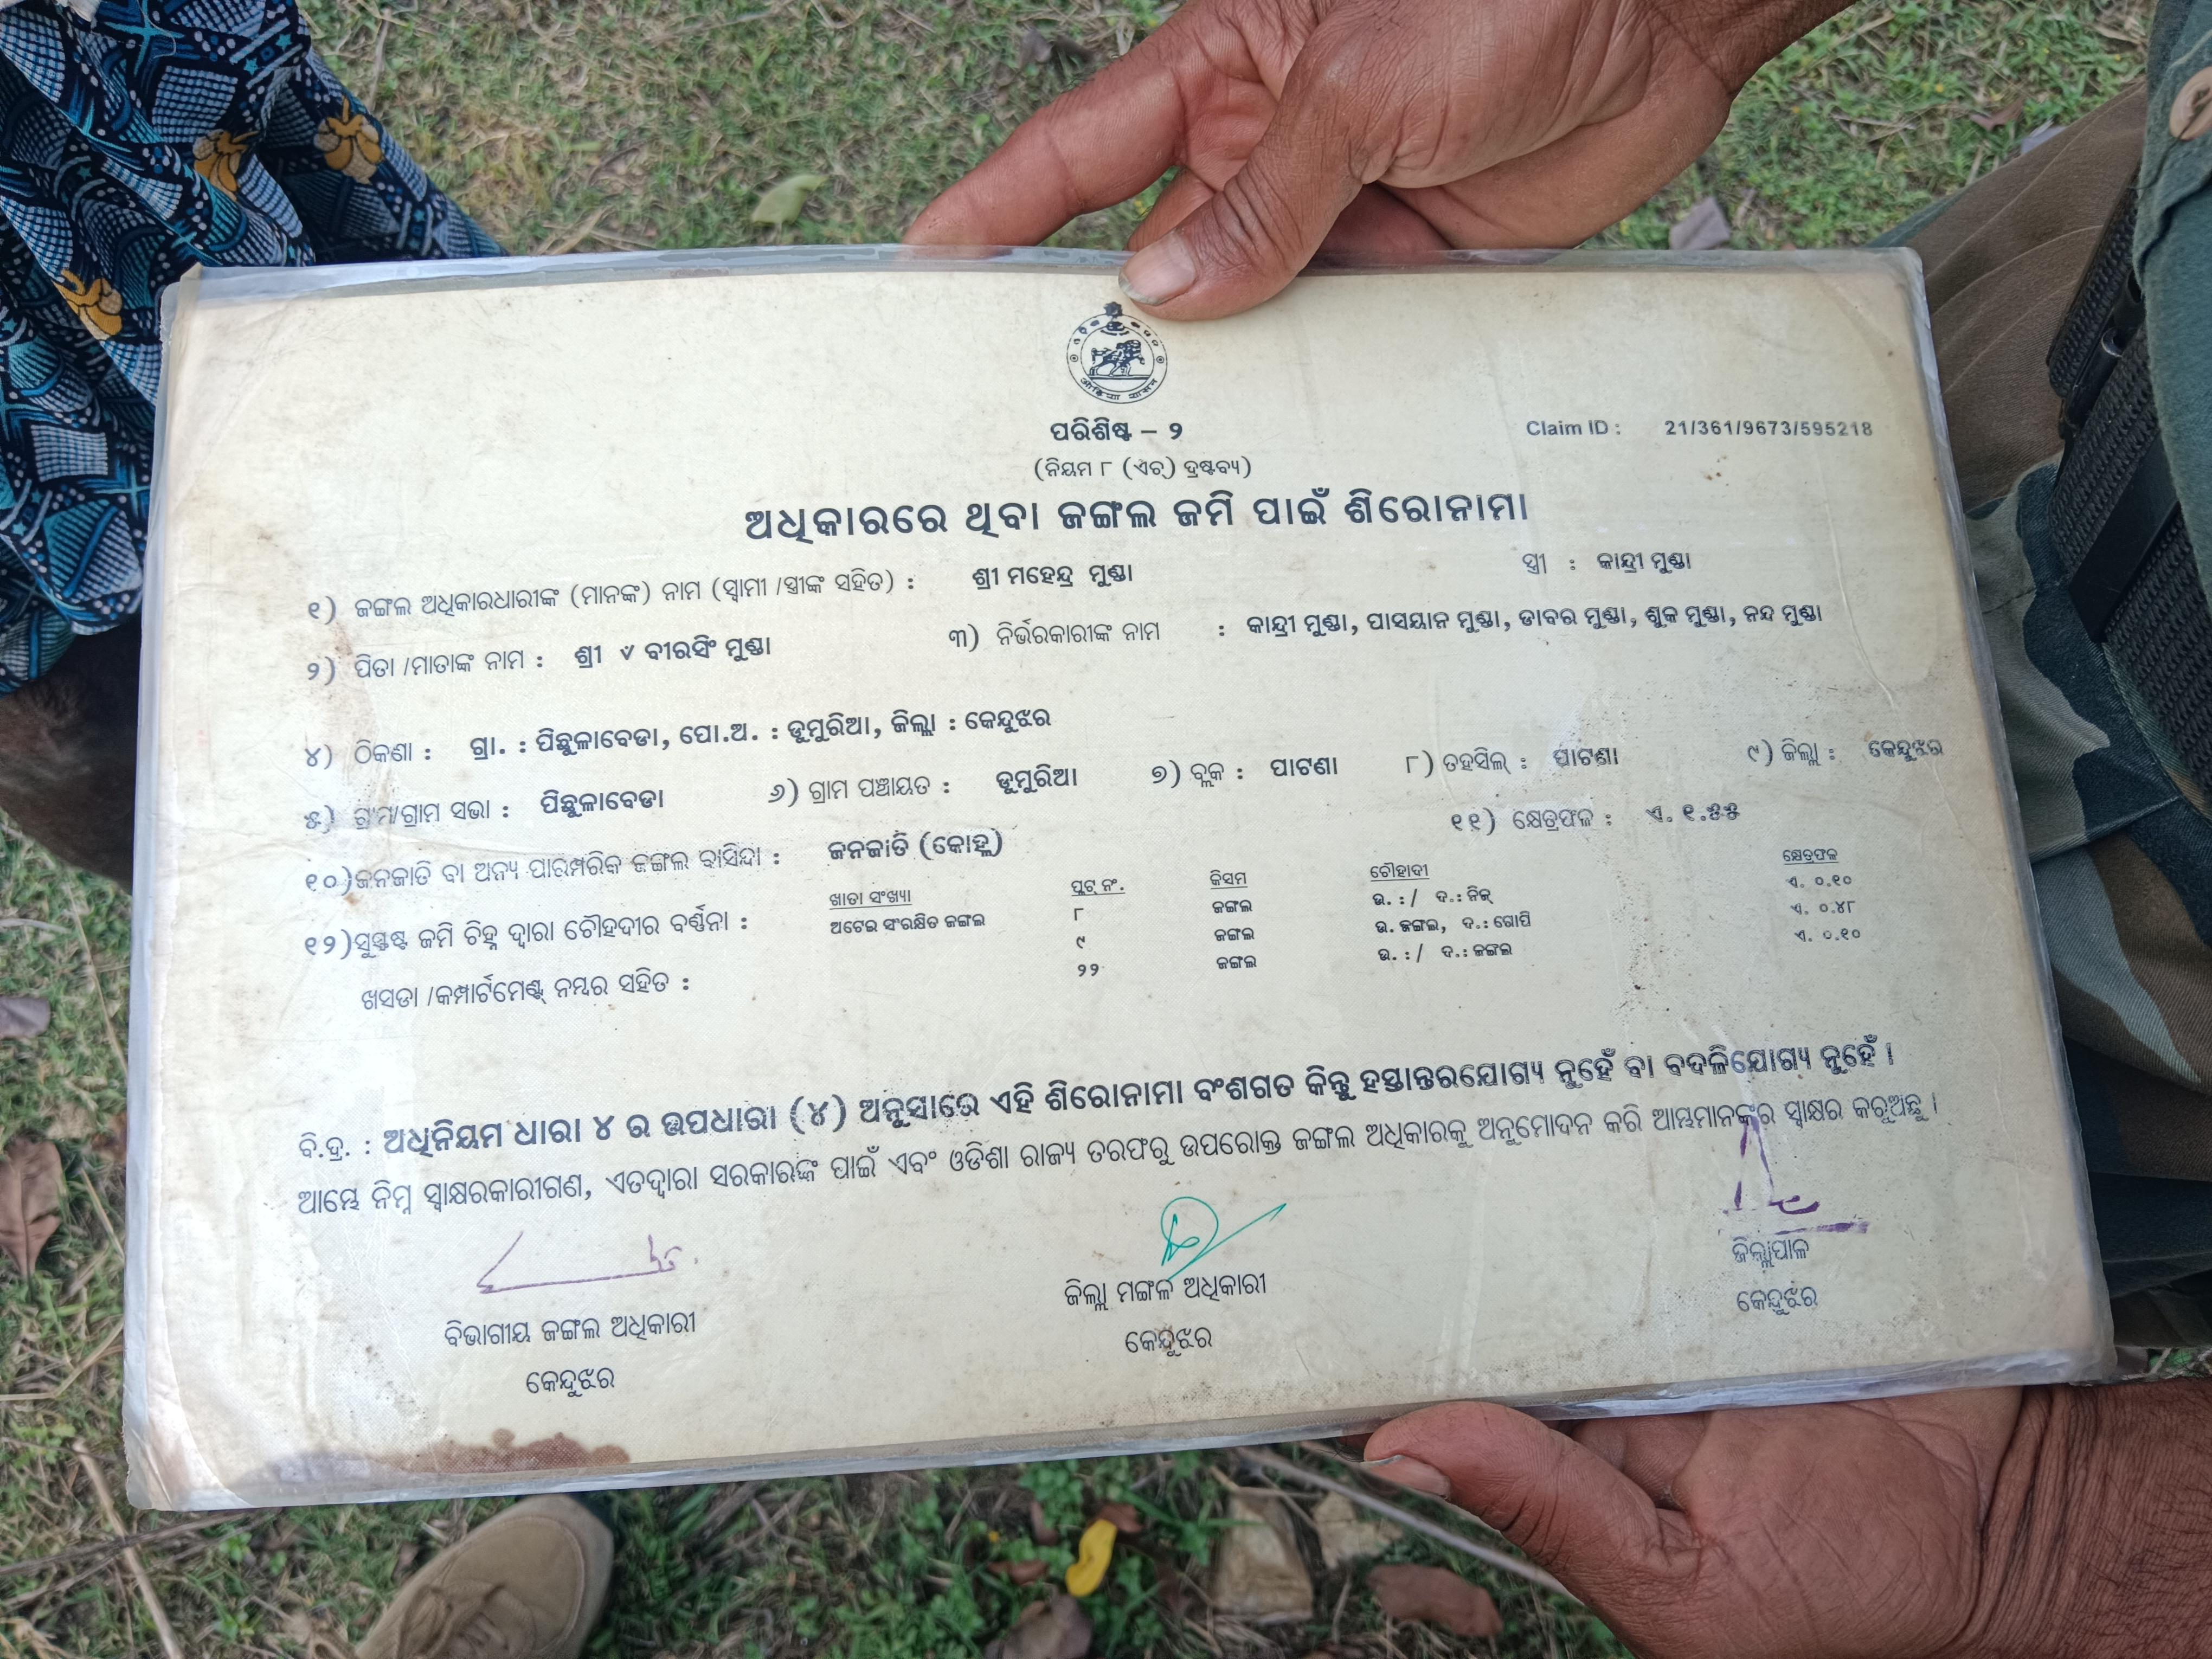 ପରିଶିଷ୍ଟ – ୨
Claim ID : 21/361/9673/595218
(ନିୟମ ୮ (ଏଚ୍) ଦ୍ରଷ୍ଟବ୍ୟ)
ଅଧିକାରରେ ଥିବା ଜଙ୍ଗଲ ଜମି ପାଇଁ ଶିରୋନାମା
୧) ଜଙ୍ଗଲ ଅଧିକାରଧାରୀଙ୍କ (ମାନଙ୍କ) ନାମ (ସ୍ୱାମୀ /ସ୍ତ୍ରୀଙ୍କ ସହିତ) : ଶ୍ରୀ ମହେନ୍ଦ୍ର ମୁଣ୍ଡା ସ୍ତ୍ରୀ : କାନ୍ଦ୍ରୀ ମୁଣ୍ଡା
୨) ପିତା /ମାତାଙ୍କ ନାମ : ଶ୍ରୀ ୰ ବୀରସିଂ ମୁଣ୍ଡା ୩) ନିର୍ଭରକାରୀଙ୍କ ନାମ : କାନ୍ଦ୍ରୀ ମୁଣ୍ଡା, ପାସୟାନ ମୁଣ୍ଡା, ଡାବର ମୁଣ୍ଡା, ଶୁକ ମୁଣ୍ଡା, ନନ୍ଦ ମୁଣ୍ଡା
୪) ଠିକଣା : ଗ୍ରା. : ପିଛୁଳାବେଡା, ପୋ.ଅ. : ଡୁମୁରିଆ, ଜିଲ୍ଲା : କେନ୍ଦୁଝର
୫) ଗ୍ରାମ/ଗ୍ରାମ ସଭା : ପିଛୁଳାବେଡା ୬) ଗ୍ରାମ ପଞ୍ଚାୟତ : ଡୁମୁରିଆ ୭) ବ୍ଲକ : ପାଟଣା ୮) ତହସିଲ୍ : ପାଟଣା ୯) ଜିଲ୍ଲା : କେନ୍ଦୁଝର
୧୦)ଜନଜାତି ବା ଅନ୍ୟ ପାରମ୍ପରିକ ଜଙ୍ଗଲ ବାସିନ୍ଦା : ଜନଜାତି (କୋହ୍ଲ) ୧୧) କ୍ଷେତ୍ରଫଳ : ଏ. ୧.୫୫
୧୨)ସୁସ୍ପଷ୍ଟ ଜମି ଚିହ୍ନ ଦ୍ୱାରା ଚୌହଦୀର ବର୍ଣ୍ଣନା :
ଖସଡା /କମ୍ପାର୍ଟମେଣ୍ଟ୍ ନମ୍ବର ସହିତ :
ଖାତା ସଂଖ୍ୟା ପ୍ଲଟ୍ ନଂ. କିସମ ଚୌହାଦୀ କ୍ଷେତ୍ରଫଳ
ଅଟେଇ ସଂରକ୍ଷିତ ଜଙ୍ଗଲ ୮ ଜଙ୍ଗଲ ଉ. : / ଦ.: ନିଜ୍ ଏ. ୦.୧୦
୯ ଜଙ୍ଗଲ ଉ. ଜଙ୍ଗଲ, ଦ.: ଗୋପି ଏ. ୦.୪୮
୨୨ ଜଙ୍ଗଲ ଉ. : / ଦ.: ଜଙ୍ଗଲ ଏ. ୦.୧୦
ବି.ଦ୍ର. : ଅଧିନିୟମ ଧାରା ୪ ର ଉପଧାରା (୪) ଅନୁସାରେ ଏହି ଶିରୋନାମା ବଂଶଗତ କିନ୍ତୁ ହସ୍ତାନ୍ତରଯୋଗ୍ୟ ନୁହେଁ ବା ବଦଳିଯୋଗ୍ୟ ନୁହେଁ ।
ଆମ୍ଭେ ନିମ୍ନ ସ୍ୱାକ୍ଷରକାରୀଗଣ, ଏତଦ୍ଦ୍ୱାରା ସରକାରଙ୍କ ପାଇଁ ଏବଂ ଓଡିଶା ରାଜ୍ୟ ତରଫରୁ ଉପରୋକ୍ତ ଜଙ୍ଗଲ ଅଧିକାରକୁ ଅନୁମୋଦନ କରି ଆମ୍ଭମାନଙ୍କର ସ୍ୱାକ୍ଷର କରୁଅଛୁ ।
ବିଭାଗୀୟ ଜଙ୍ଗଲ ଅଧିକାରୀ
କେନ୍ଦୁଝର
ଜିଲ୍ଲା ମଙ୍ଗଳ ଅଧିକାରୀ
କେନ୍ଦୁଝର
ଜିଲ୍ଲାପାଳ
କେନ୍ଦୁଝର